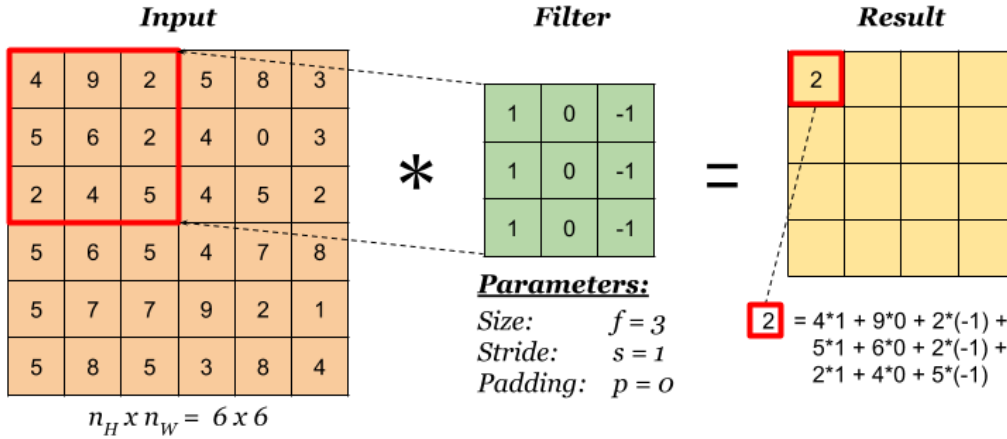 Input
Filter
Result
4 9 2 5 8 3
5 6 2 4 0 3
2 4 5 4 5 2
5 6 5 4 7 8
5 7 7 9 2 1
5 8 5 3 8 4
n_H x n_W = 6 x 6
*
1 0 -1
1 0 -1
1 0 -1
Parameters:
Size: f = 3
Stride: s = 1
Padding: p = 0
=
2
2 = 4*1 + 9*0 + 2*(-1) +
5*1 + 6*0 + 2*(-1) +
2*1 + 4*0 + 5*(-1)